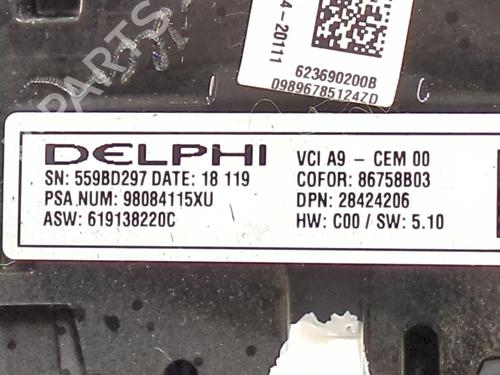 4-20111
623690200B
09896785124ZD
DELPHI
VCI A9 - CEM 00
SN: 559BD297 DATE: 18 119
COFOR: 86758B03
PSA NUM: 98084115XU
DPN: 28424206
ASW: 619138220C
HW: C00 / SW: 5.10